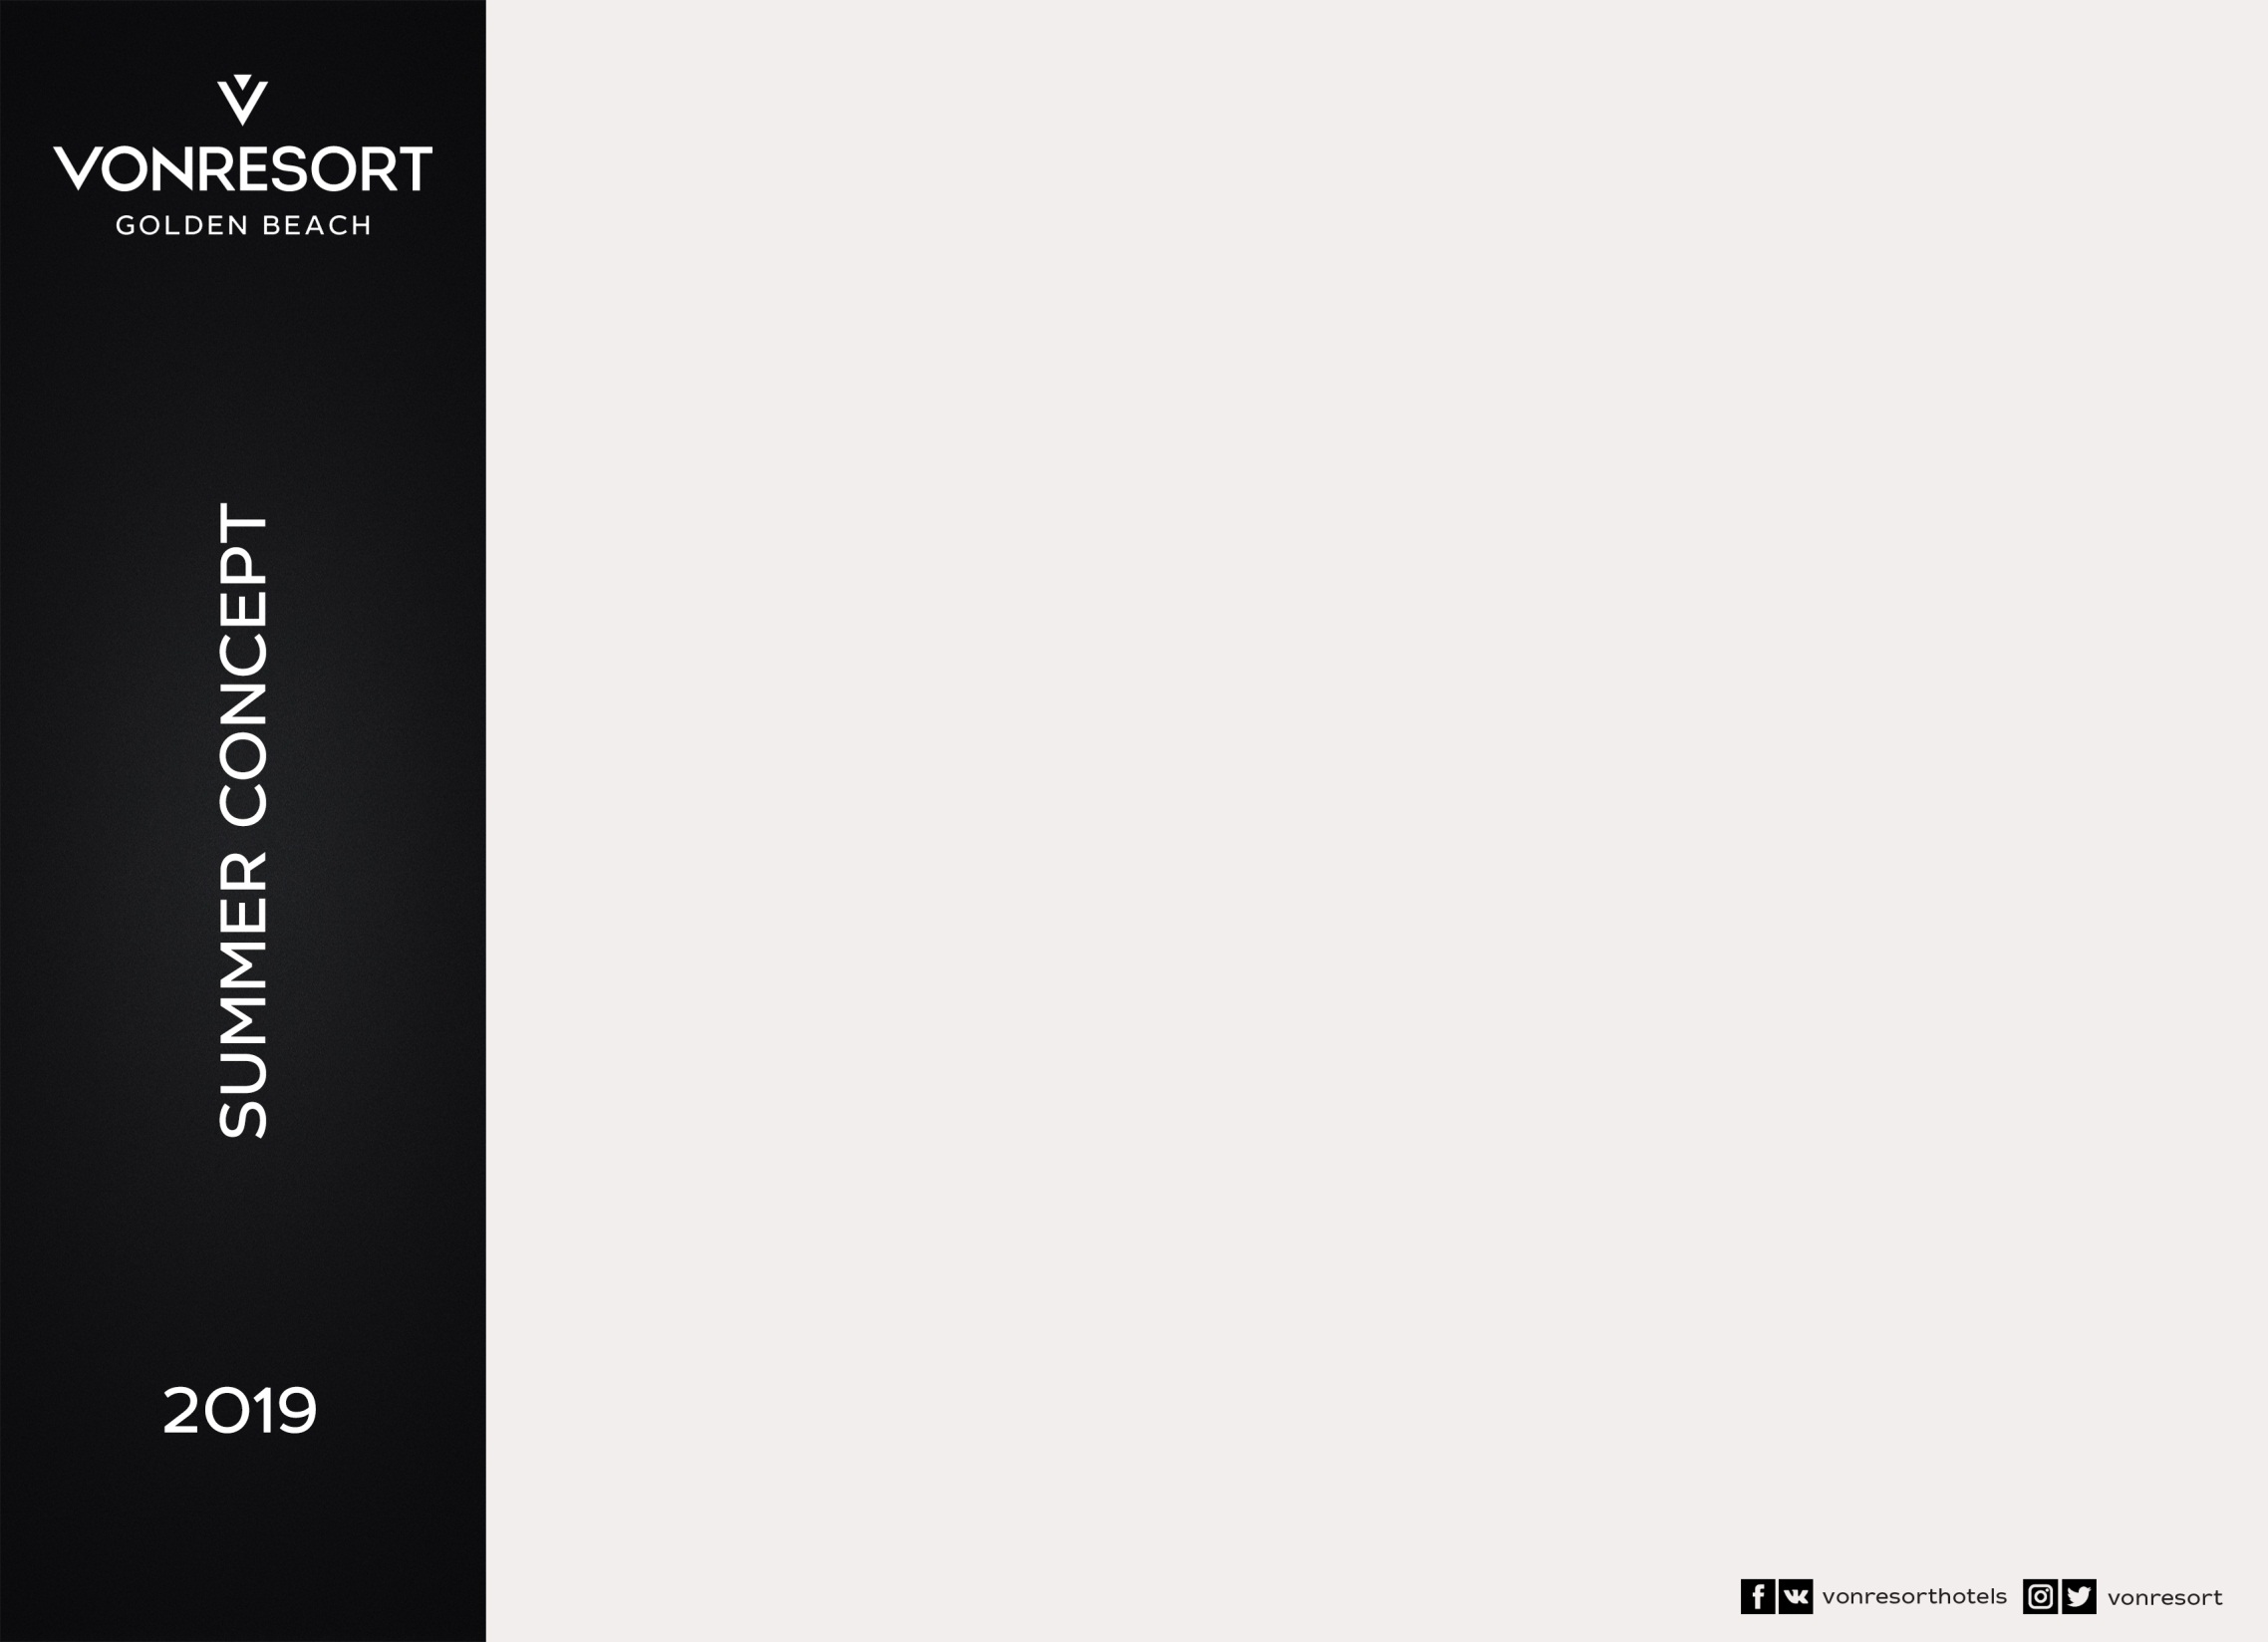 VONRESORT
GOLDEN BEACH
SUMMER CONCEPT
2019
vonresorthotels
vonresort